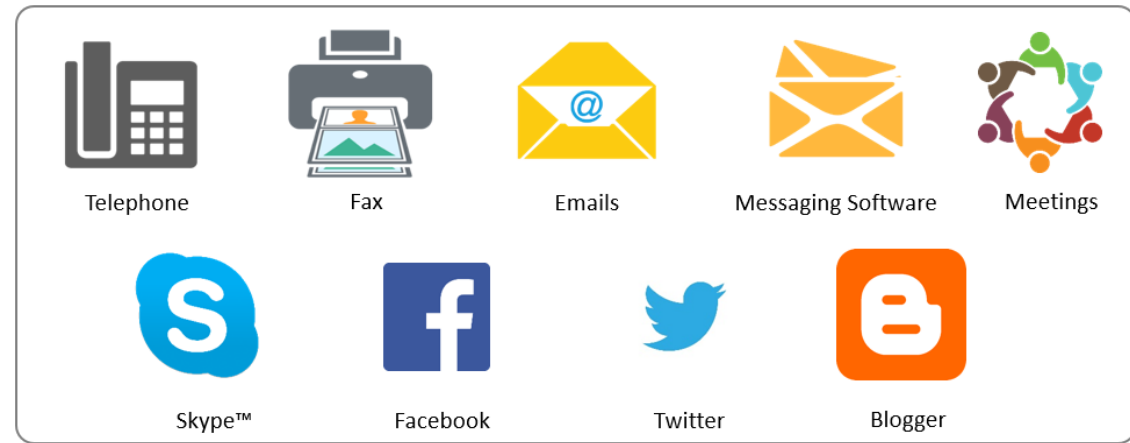 @
Telephone
Fax
Emails
Messaging Software
Meetings
Skype™
Facebook
Twitter
Blogger